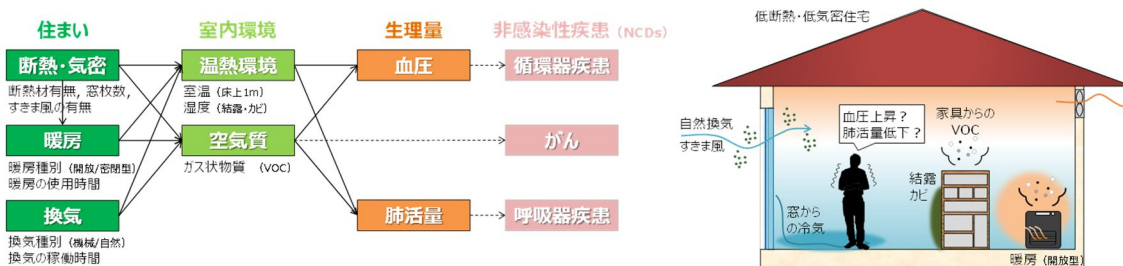 住まい
断熱・気密
断熱材有無, 窓枚数,
すきま風の有無
暖房
暖房種別 (開放/密閉型)
暖房の使用時間
換気
換気種別 (機械/自然)
換気の稼働時間
室内環境
温熱環境
室温 (床上1m)
湿度 (結露・カビ)
空気質
ガス状物質 (VOC)
生理量
血圧
肺活量
非感染性疾患 (NCDs)
循環器疾患
がん
呼吸器疾患
低断熱・低気密住宅
自然換気
すきま風
血圧上昇？
肺活量低下？
家具からの
VOC
結露
カビ
窓から
の冷気
暖房 (開放型)